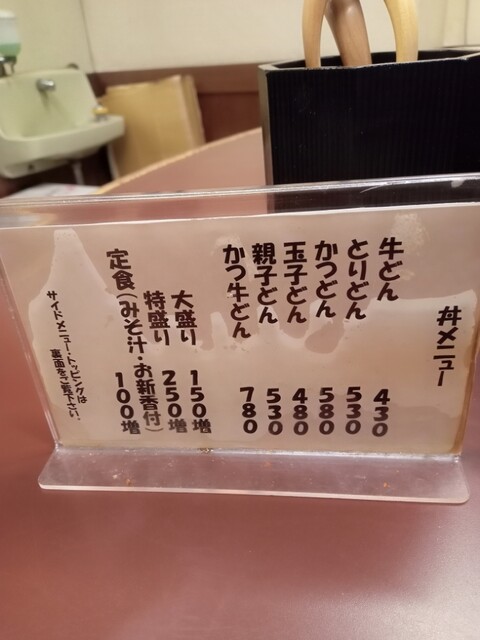 丼メニュー
牛どん 430
とりどん 530
かつどん 580
玉子どん 480
親子どん 530
かつ牛どん 780
大盛り 150増
特盛り 250増
定食(みそ汁・お新香付) 100増
サイドメニュー・トッピングは
裏面をご覧下さい。